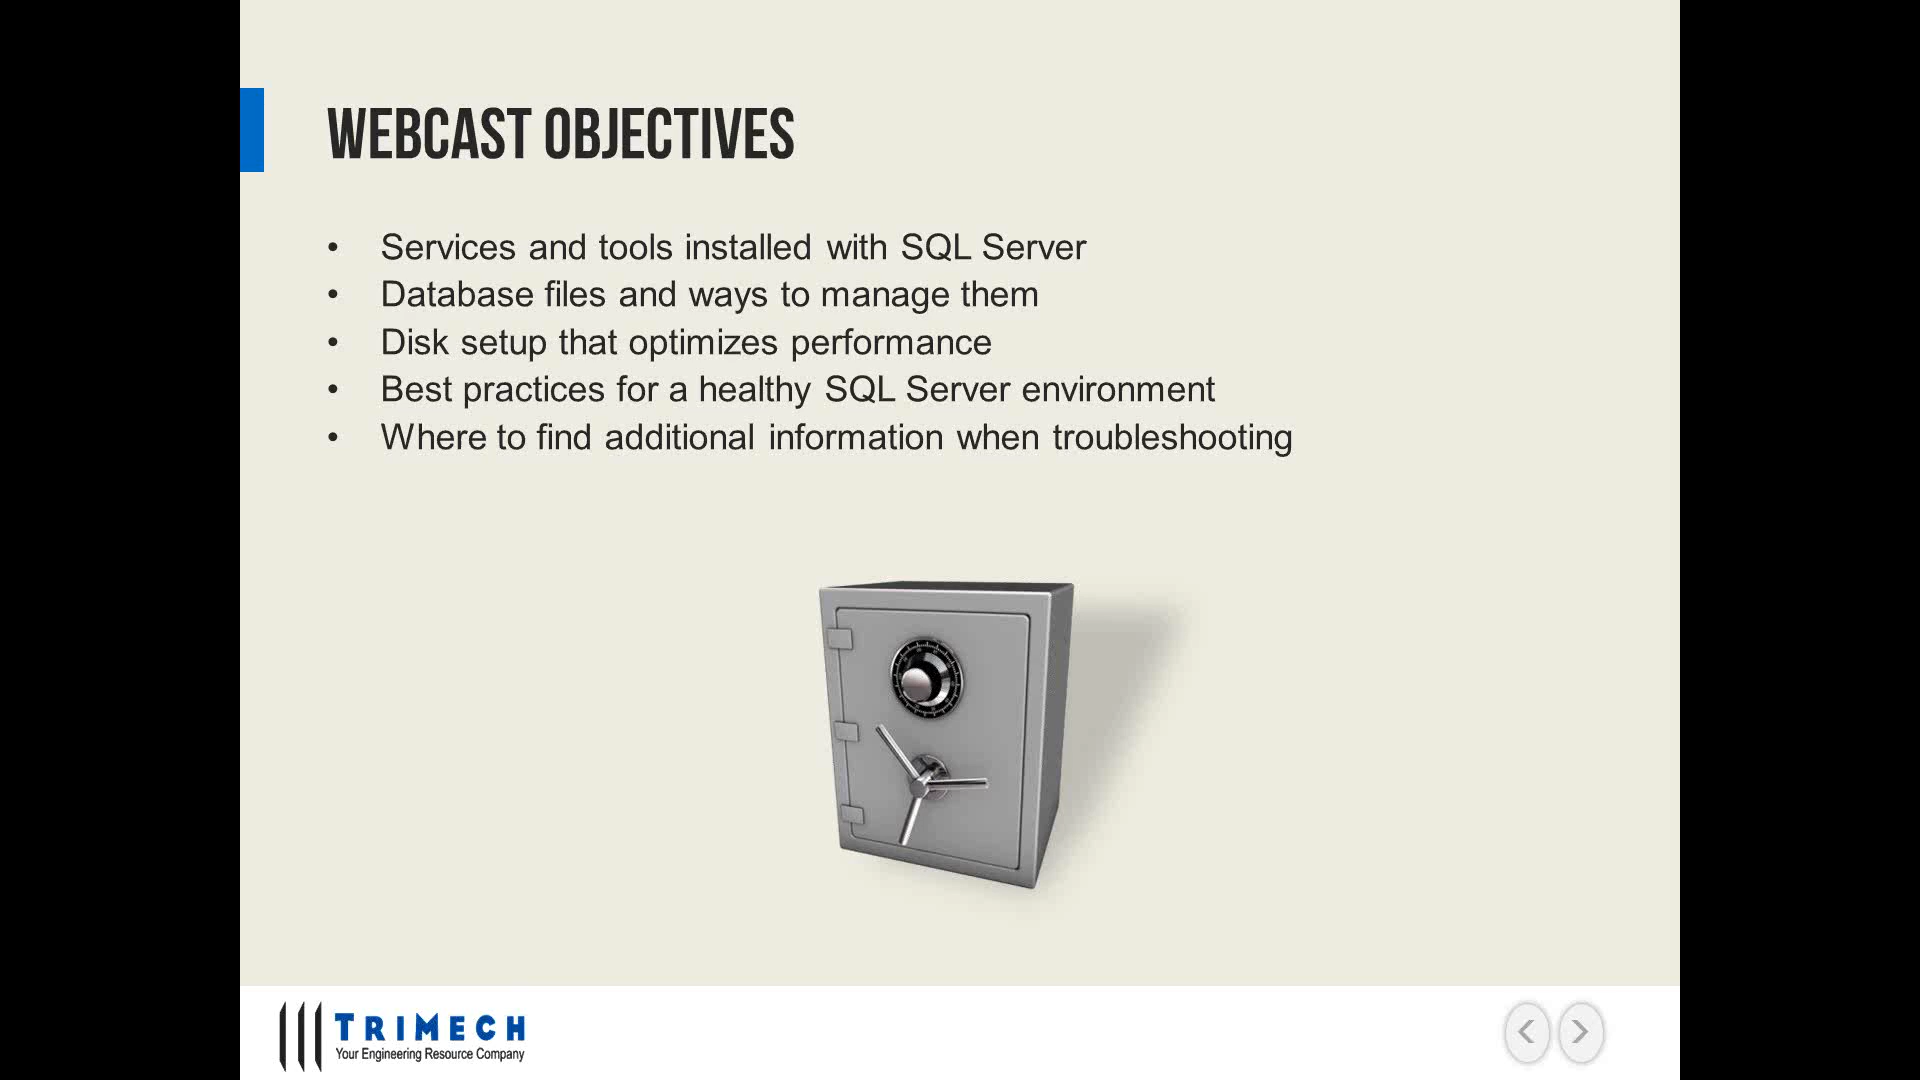 WEBCAST OBJECTIVES
• Services and tools installed with SQL Server
• Database files and ways to manage them
• Disk setup that optimizes performance
• Best practices for a healthy SQL Server environment
• Where to find additional information when troubleshooting
TRIMECH
Your Engineering Resource Company